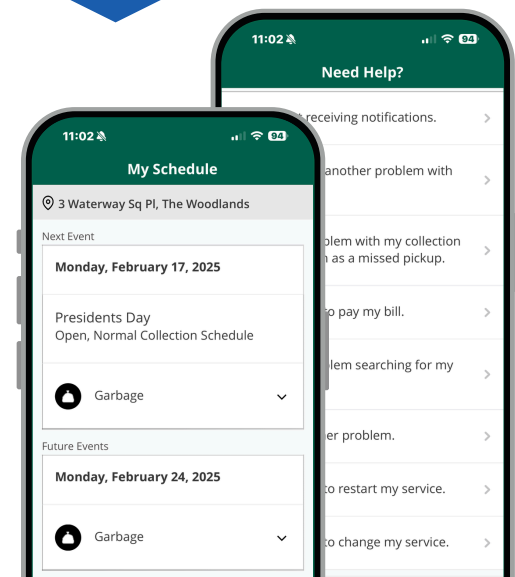 11:02
94
Need Help?
receiving notifications.
another problem with
with my collection
as a missed pickup.
to pay my bill.
searching for my
problem.
to restart my service.
to change my service.
11:02
94
My Schedule
3 Waterway Sq Pl, The Woodlands
Next Event
Monday, February 17, 2025
Presidents Day
Open, Normal Collection Schedule
Garbage
Future Events
Monday, February 24, 2025
Garbage